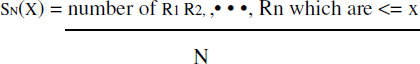 SN(X) = number of R1 R2, ,•••, Rn which are <= x
N